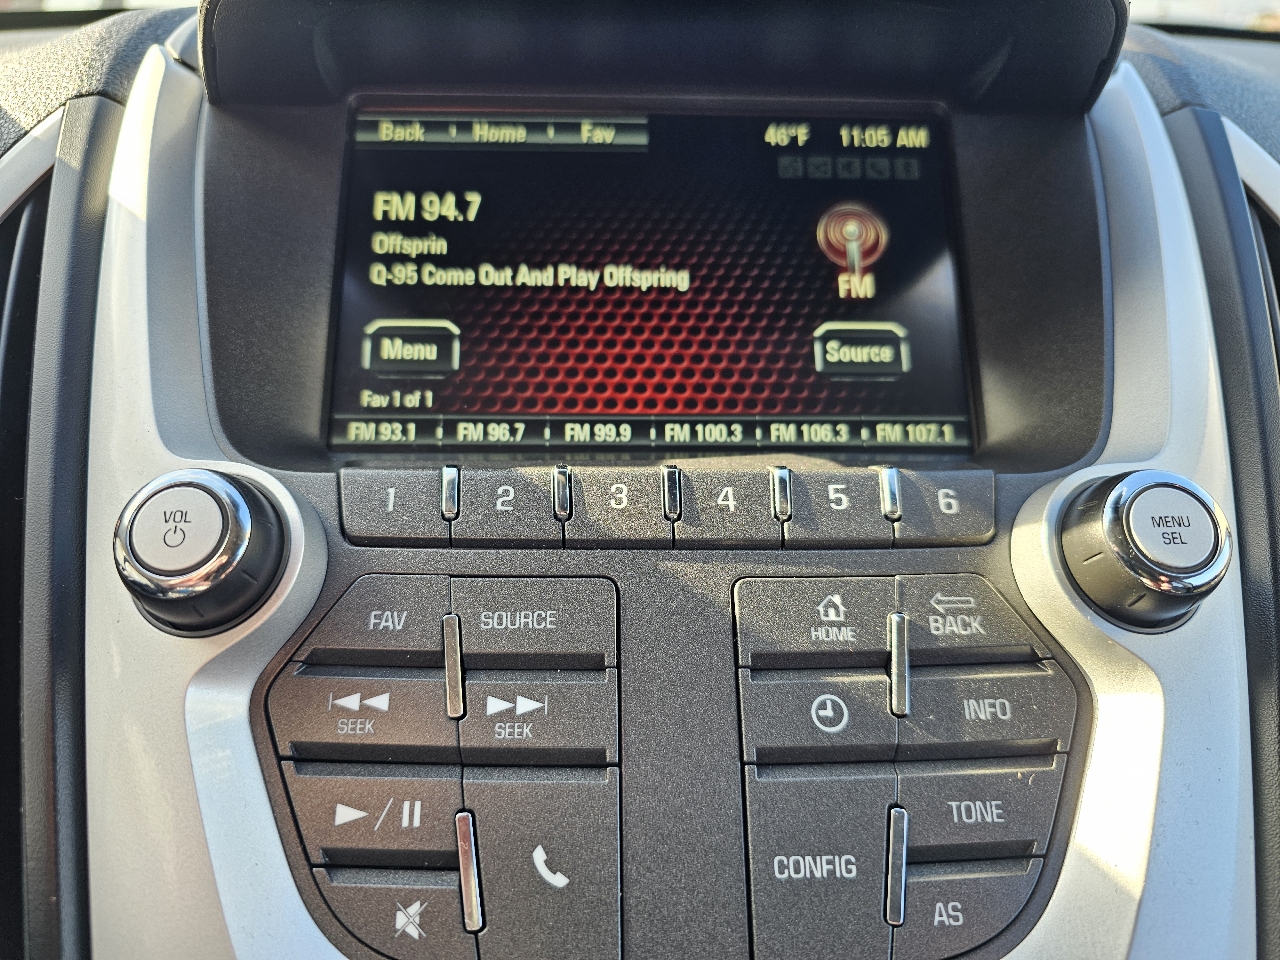 Back Home Fav 46°F 11:05 AM
FM 94.7
Offsprin
Q-95 Come Out And Play Offspring
FM
Menu Source
Fav 1 of 1
FM 93.1 FM 96.7 FM 99.9 FM 100.3 FM 106.3 FM 107.1
1 2 3 4 5 6
VOL
MENU
SEL
FAV SOURCE
HOME BACK
SEEK SEEK
INFO
TONE
CONFIG
AS